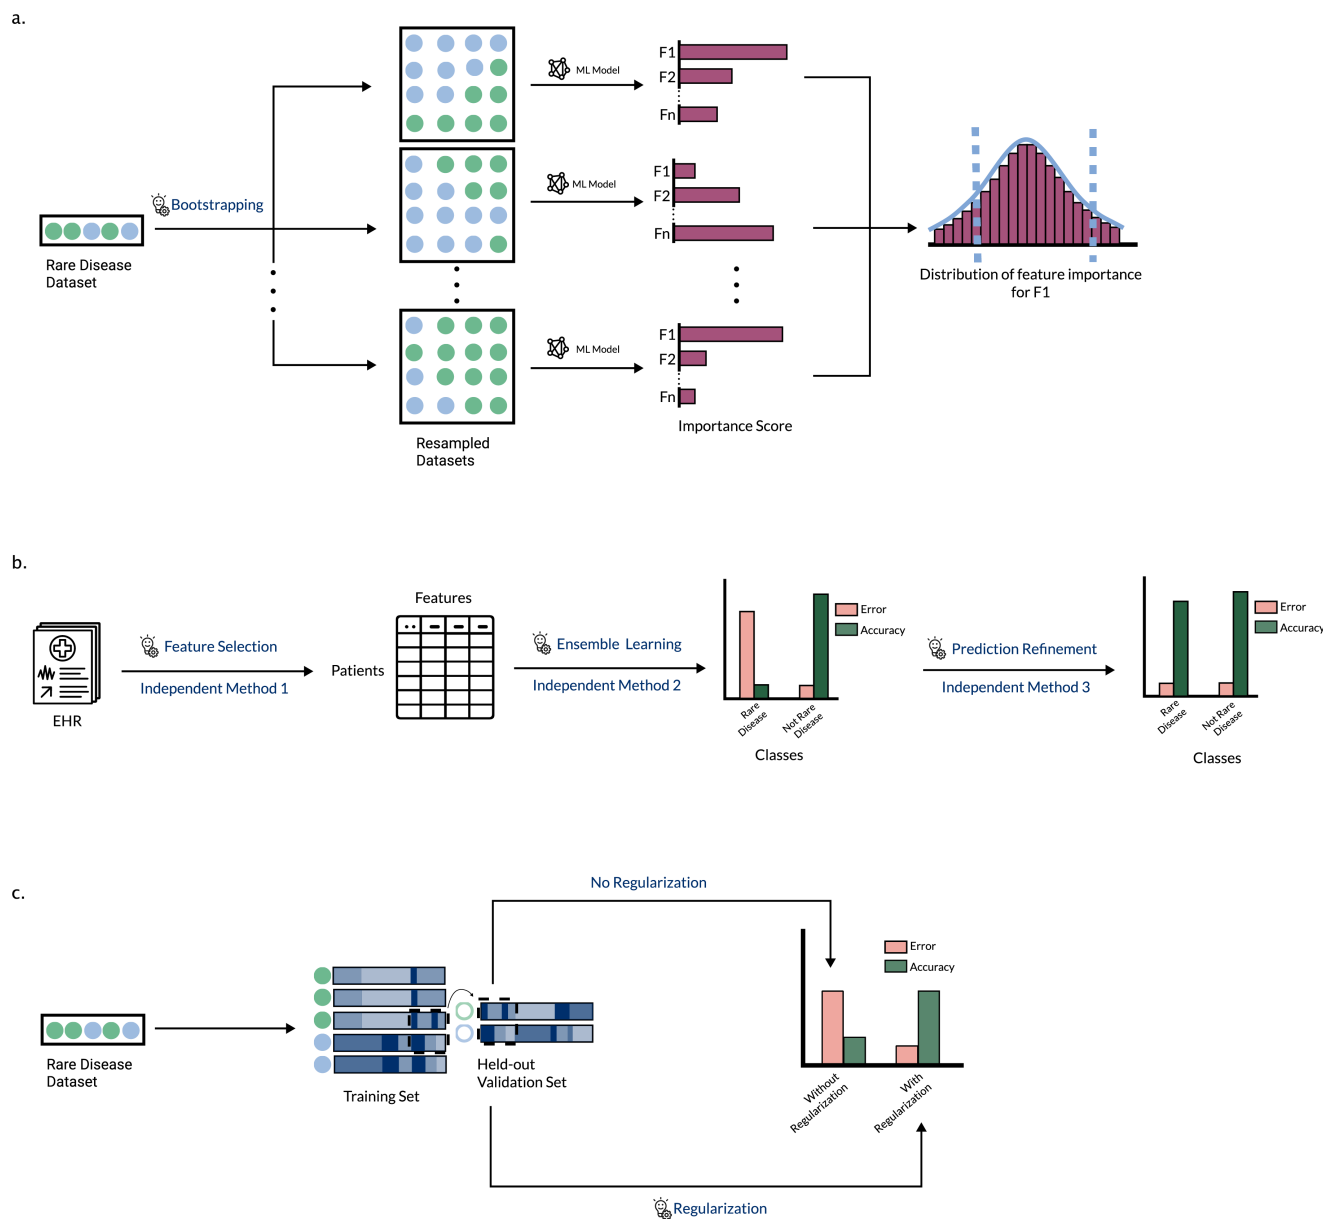 a.
Bootstrapping
Rare Disease
Dataset
ML Model
F1
F2
Fn
ML Model
F1
F2
Fn
ML Model
F1
F2
Fn
Resampled
Datasets
Importance Score
Distribution of feature importance
for F1
b.
EHR
Feature Selection
Independent Method 1
Features
Patients
Ensemble Learning
Independent Method 2
Error
Accuracy
Rare
Disease
Not Rare
Disease
Classes
Prediction Refinement
Independent Method 3
Error
Accuracy
Rare
Disease
Not Rare
Disease
Classes
c.
No Regularization
Rare Disease
Dataset
Training Set
Held-out
Validation Set
Error
Accuracy
Without
Regularization
With
Regularization
Regularization